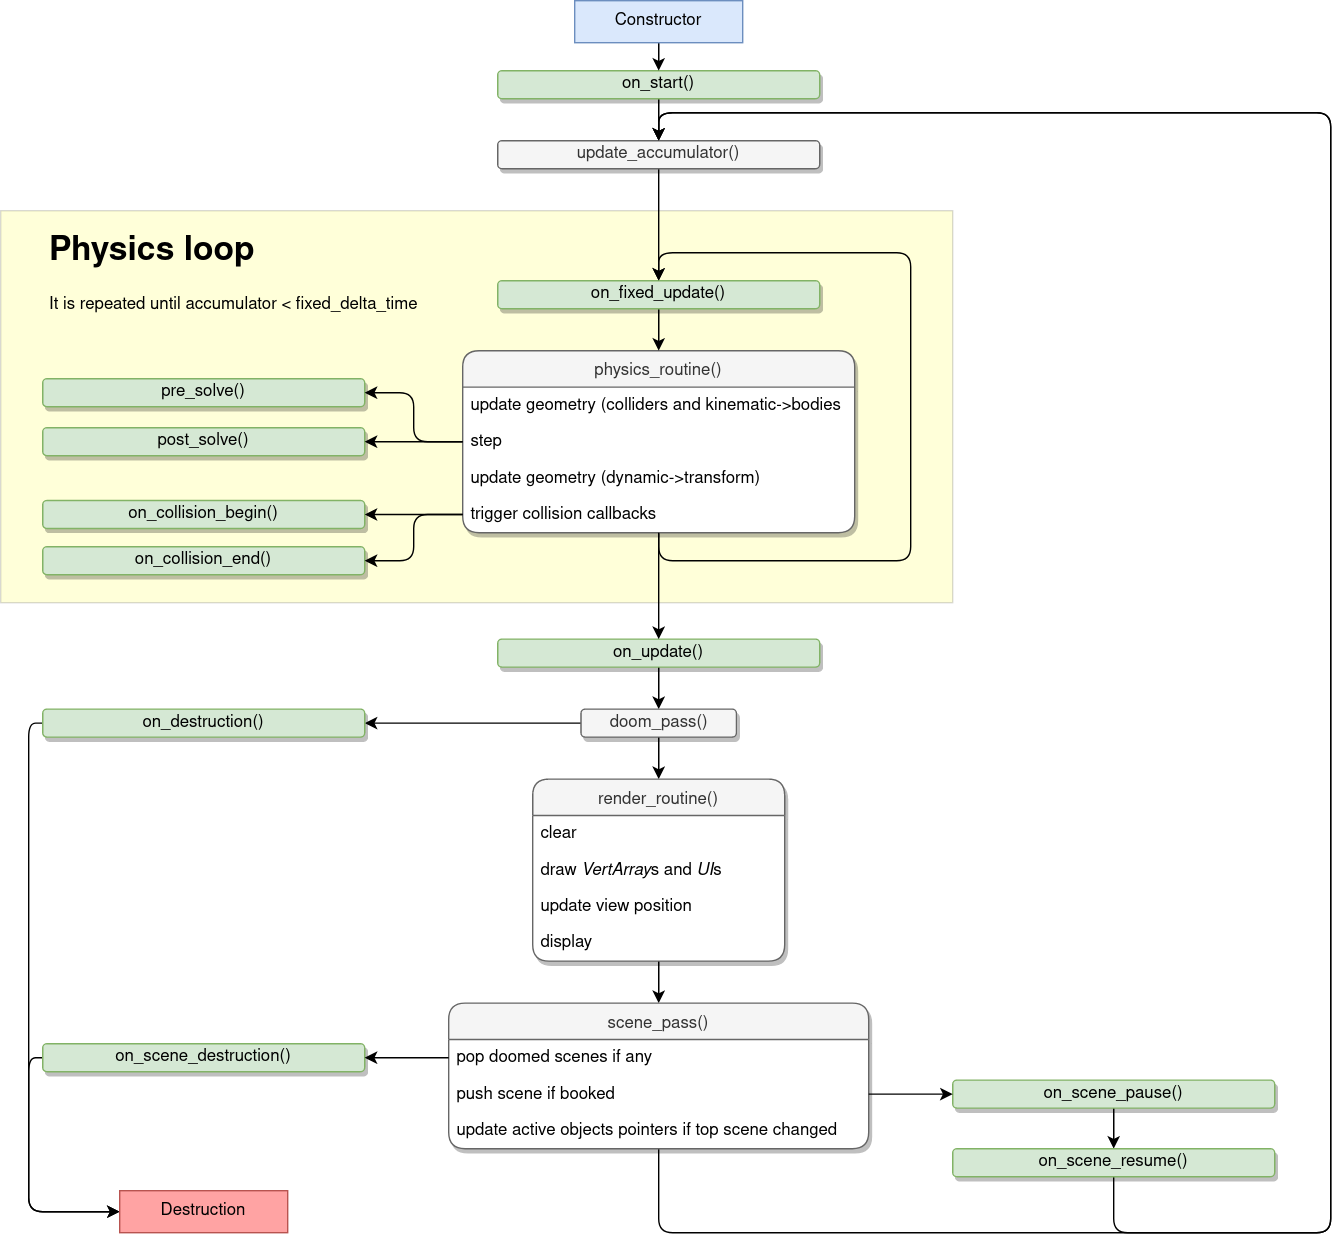 Constructor
on_start()
update_accumulator()
Physics loop
It is repeated until accumulator < fixed_delta_time
on_fixed_update()
physics_routine()
update geometry (colliders and kinematic->bodies
step
update geometry (dynamic->transform)
trigger collision callbacks
pre_solve()
post_solve()
on_collision_begin()
on_collision_end()
on_update()
on_destruction()
doom_pass()
render_routine()
clear
draw VertArrays and UIs
update view position
display
scene_pass()
pop doomed scenes if any
push scene if booked
update active objects pointers if top scene changed
on_scene_destruction()
on_scene_pause()
on_scene_resume()
Destruction